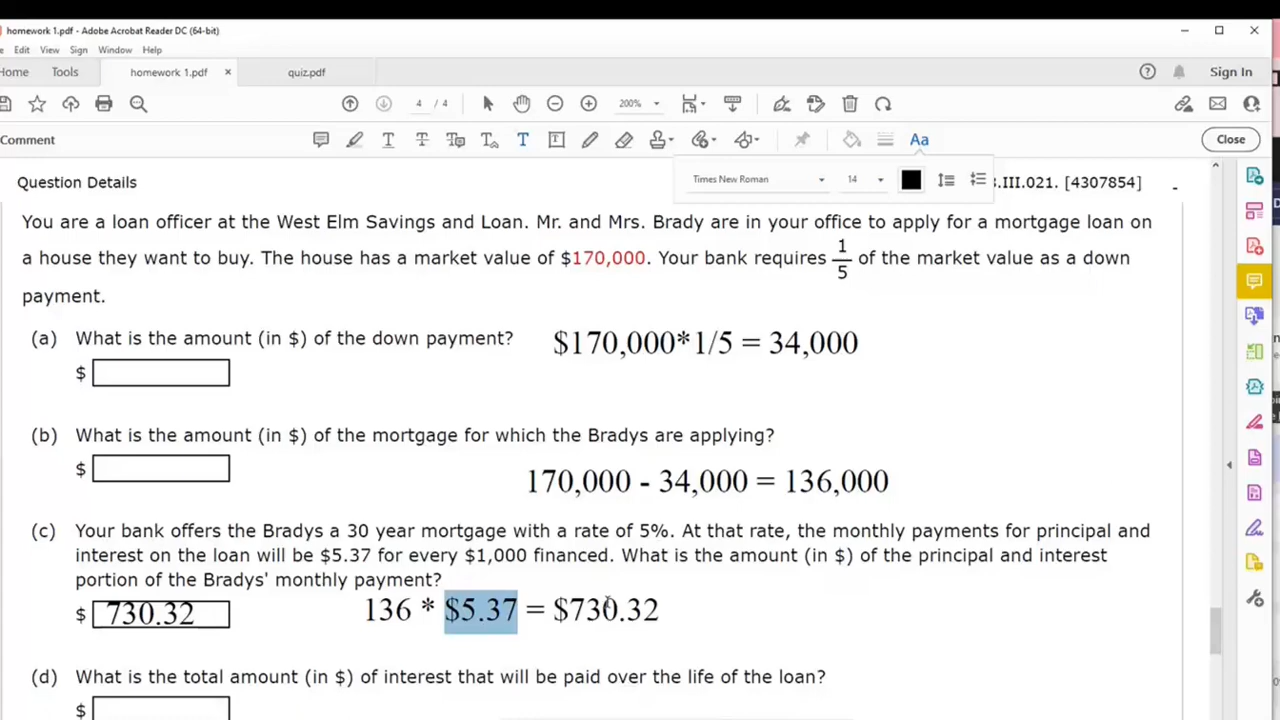 homework 1.pdf - Adobe Acrobat Reader DC (64-bit)
Edit View Sign Window Help
Home Tools homework 1.pdf × quiz.pdf Sign In
4 / 4 200%
Comment Close
Times New Roman 14
Question Details .III.021. [4307854] -
You are a loan officer at the West Elm Savings and Loan. Mr. and Mrs. Brady are in your office to apply for a mortgage loan on
a house they want to buy. The house has a market value of $170,000. Your bank requires 1/5 of the market value as a down
payment.
(a) What is the amount (in $) of the down payment? $170,000*1/5 = 34,000
$
(b) What is the amount (in $) of the mortgage for which the Bradys are applying?
$ 170,000 - 34,000 = 136,000
(c) Your bank offers the Bradys a 30 year mortgage with a rate of 5%. At that rate, the monthly payments for principal and
interest on the loan will be $5.37 for every $1,000 financed. What is the amount (in $) of the principal and interest
portion of the Bradys' monthly payment?
$ 730.32 136 * $5.37 = $730.32
(d) What is the total amount (in $) of interest that will be paid over the life of the loan?
$